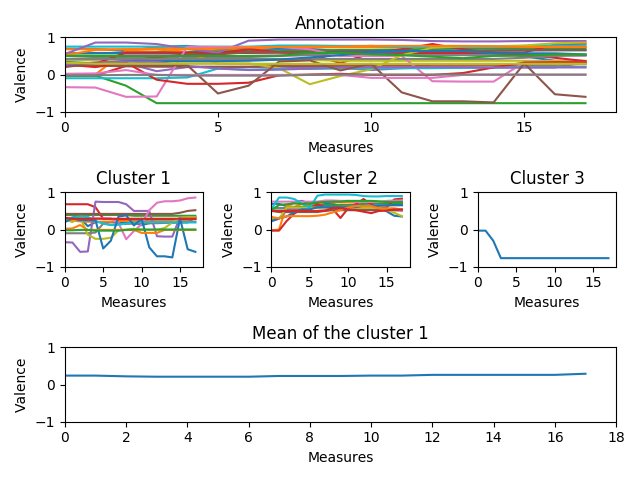 Annotation
1
0
−1
Valence
0 5 10 15
Measures
Cluster 1 Cluster 2 Cluster 3
1 1 1
0 0 0
−1 −1 −1
Valence Valence Valence
0 5 10 15 0 5 10 15 0 5 10 15
Measures Measures Measures
Mean of the cluster 1
1
0
−1
Valence
0 2 4 6 8 10 12 14 16 18
Measures